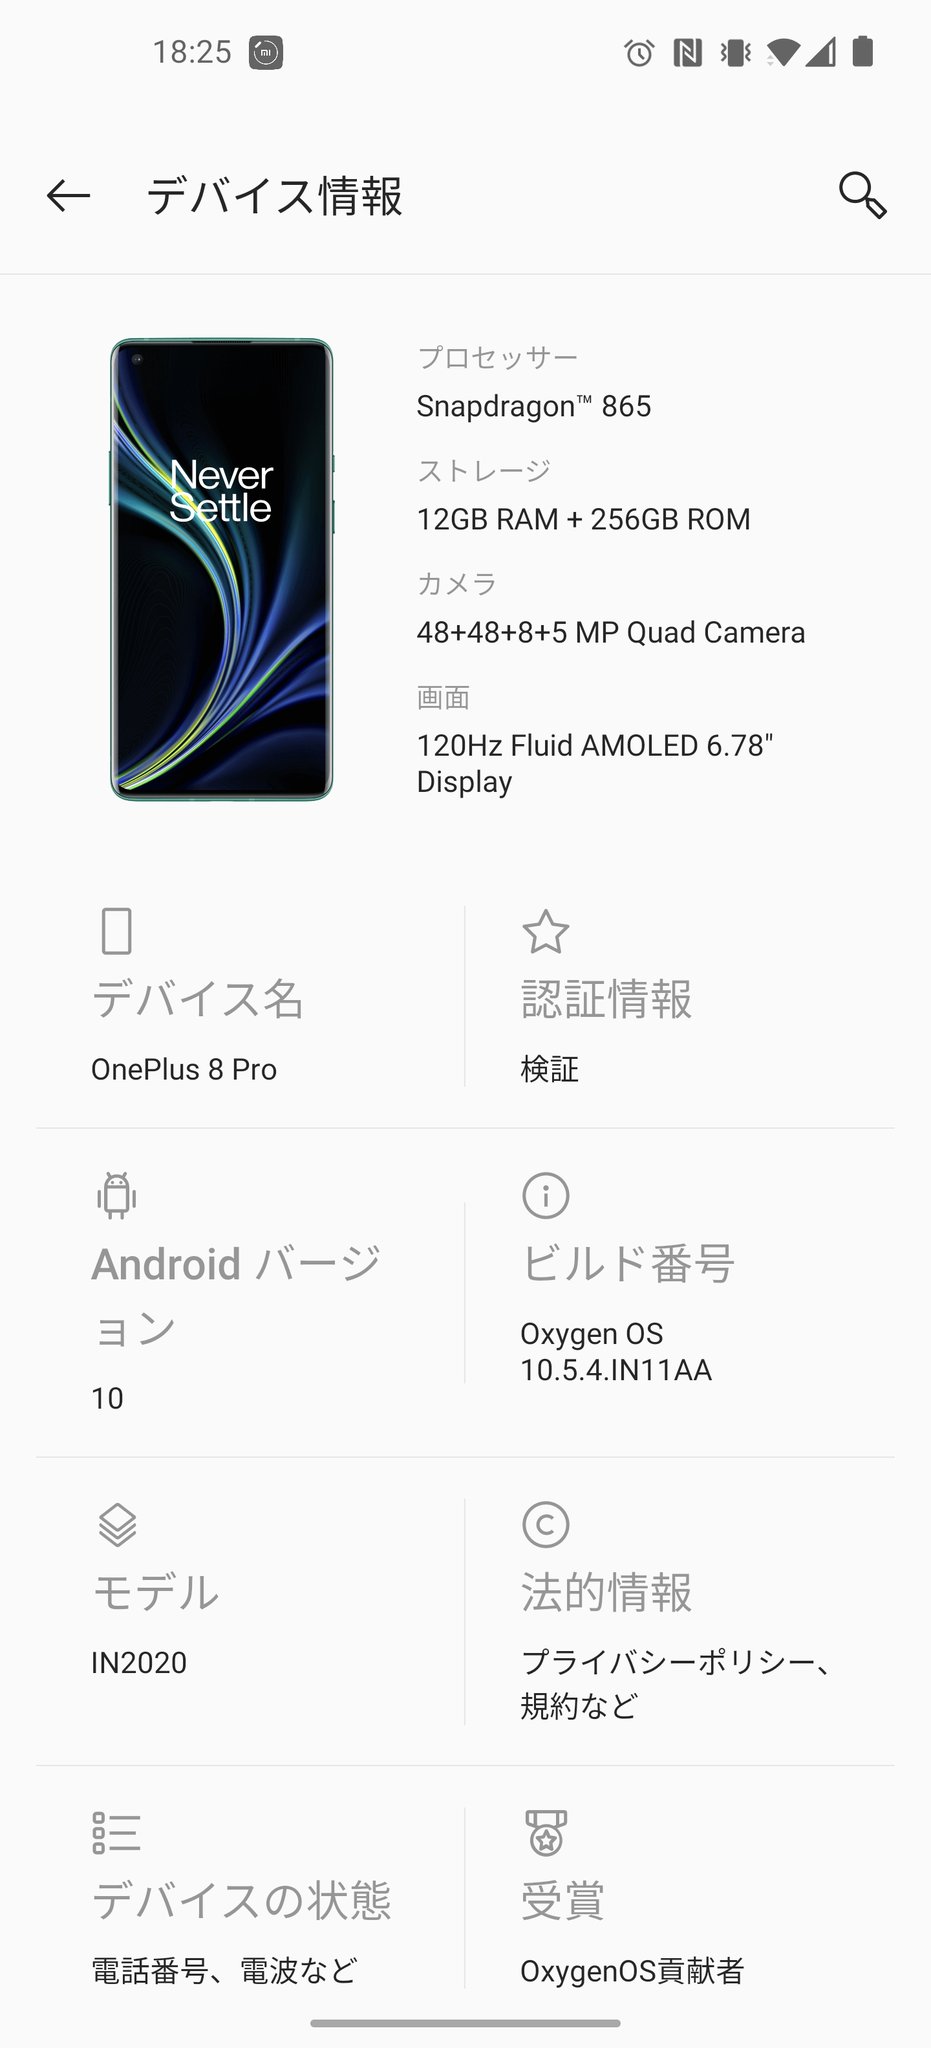 18:25
mi
デバイス情報
Never
Settle
プロセッサー
Snapdragon™ 865
ストレージ
12GB RAM + 256GB ROM
カメラ
48+48+8+5 MP Quad Camera
画面
120Hz Fluid AMOLED 6.78"
Display
デバイス名
OnePlus 8 Pro
認証情報
検証
Android バージ
ョン
10
ビルド番号
Oxygen OS
10.5.4.IN11AA
モデル
IN2020
法的情報
プライバシーポリシー、
規約など
デバイスの状態
電話番号、電波など
受賞
OxygenOS貢献者